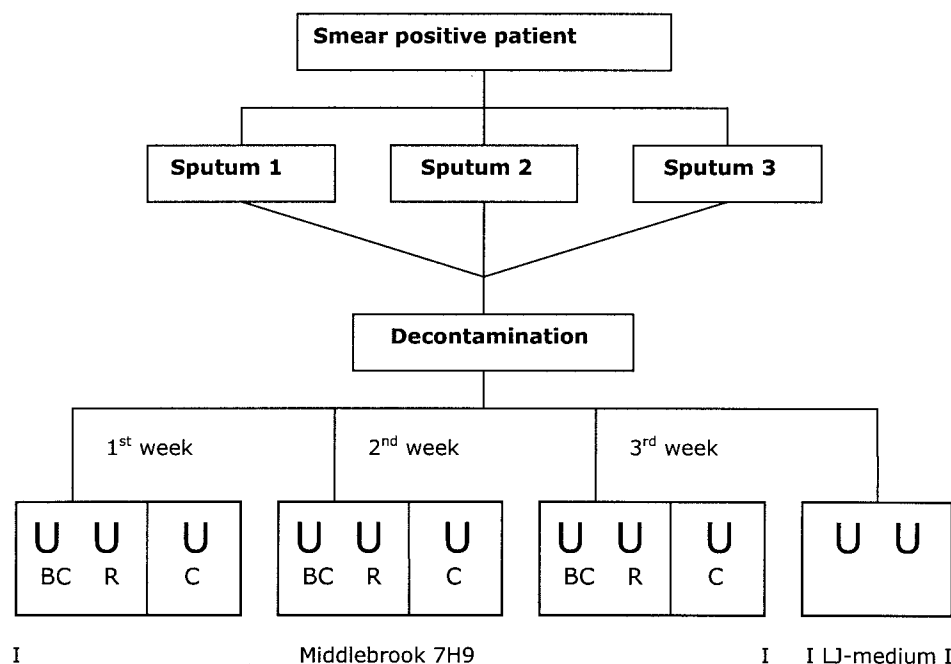 Smear positive patient
Sputum 1 Sputum 2 Sputum 3
Decontamination
1st week 2nd week 3rd week
U U U U U U U U U U U
BC R C BC R C BC R C
I Middlebrook 7H9 I I LJ-medium I